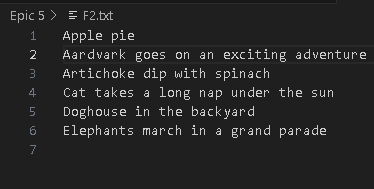 Epic 5 > F2.txt
1 Apple pie
2 Aardvark goes on an exciting adventure
3 Artichoke dip with spinach
4 Cat takes a long nap under the sun
5 Doghouse in the backyard
6 Elephants march in a grand parade
7